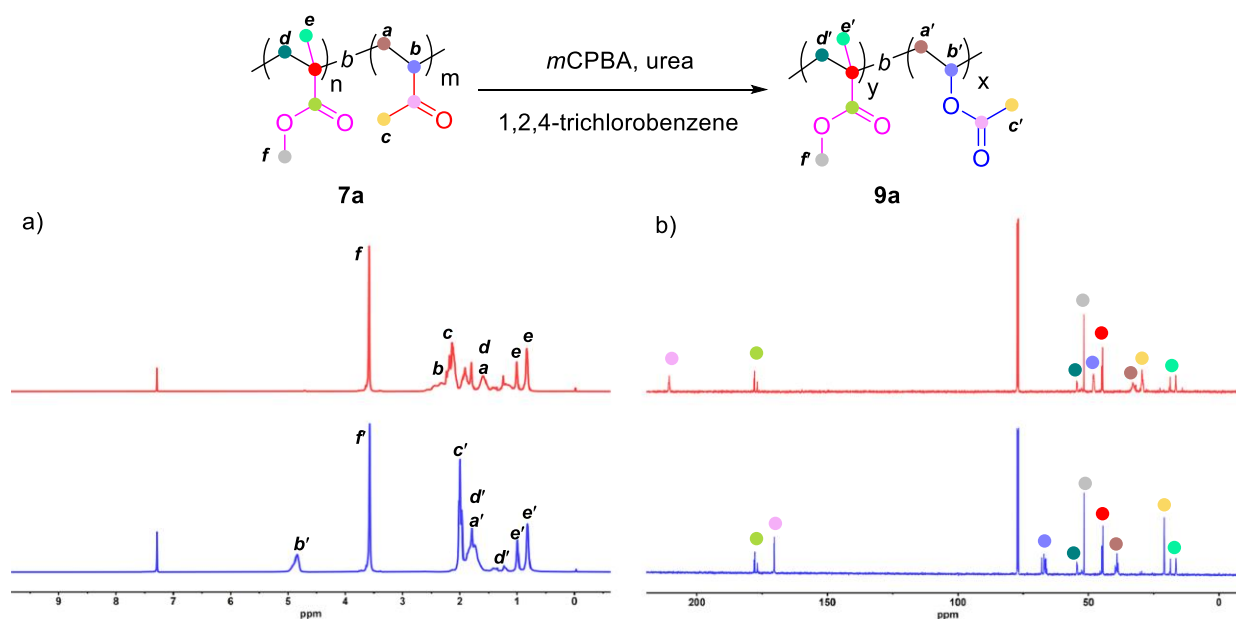 e d b a b
n m
O O c O
f
7a
mCPBA, urea
1,2,4-trichlorobenzene
d' e' b a' b'
y x
O O O c' O
f'
9a
a)
f c b d a e e
f' b' c' d' a' d' e' e'
9 8 7 6 5 4 3 2 1 0
ppm
b)
200 150 100 50 0
ppm